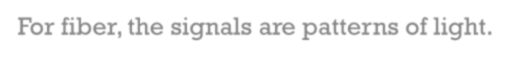 For fiber, the signals are patterns of light.